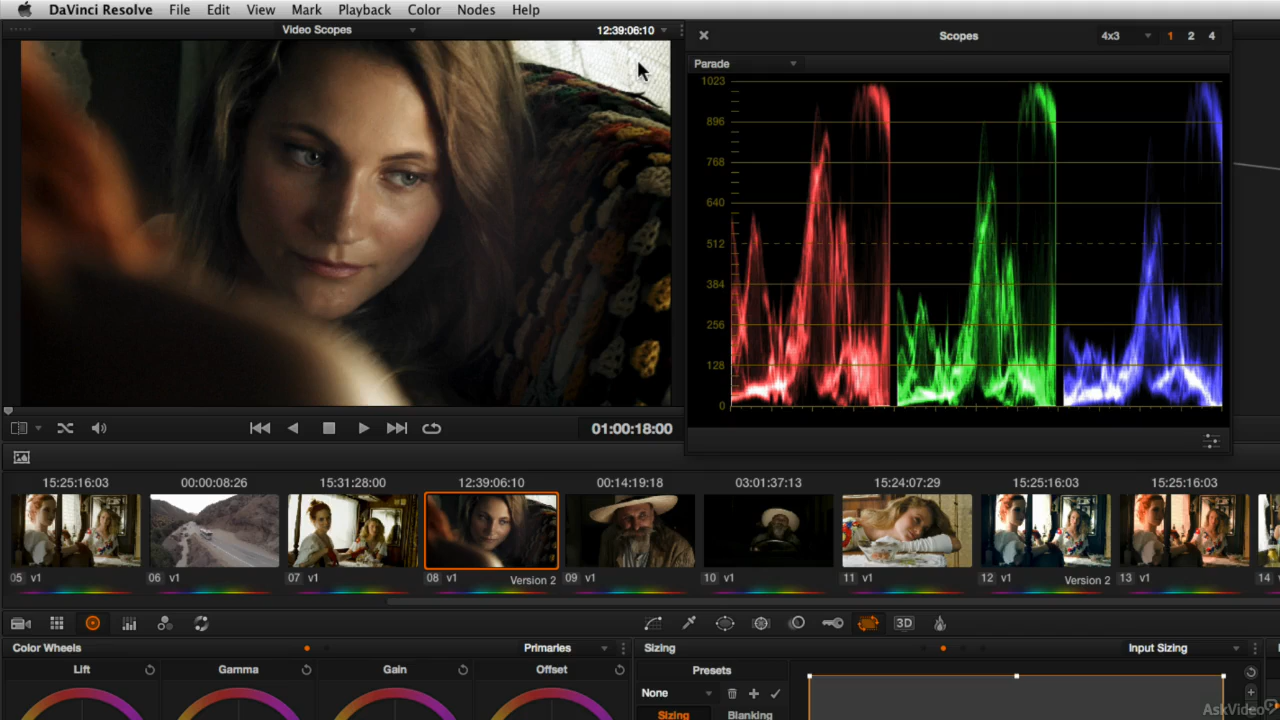 DaVinci Resolve File Edit View Mark Playback Color Nodes Help
Video Scopes 12:39:06:10
Scopes 4x3 1 2 4
Parade
1023
896
768
640
512
384
256
128
0
01:00:18:00
15:25:16:03 00:00:08:26 15:31:28:00 12:39:06:10 00:14:19:18 03:01:37:13 15:24:07:29 15:25:16:03 15:25:16:03
05 v1 06 v1 07 v1 08 v1 Version 2 09 v1 10 v1 11 v1 12 v1 Version 2 13 v1 14
3D
Color Wheels Primaries Sizing Input Sizing
Lift Gamma Gain Offset Presets
None
Sizing Blanking
AskVideo